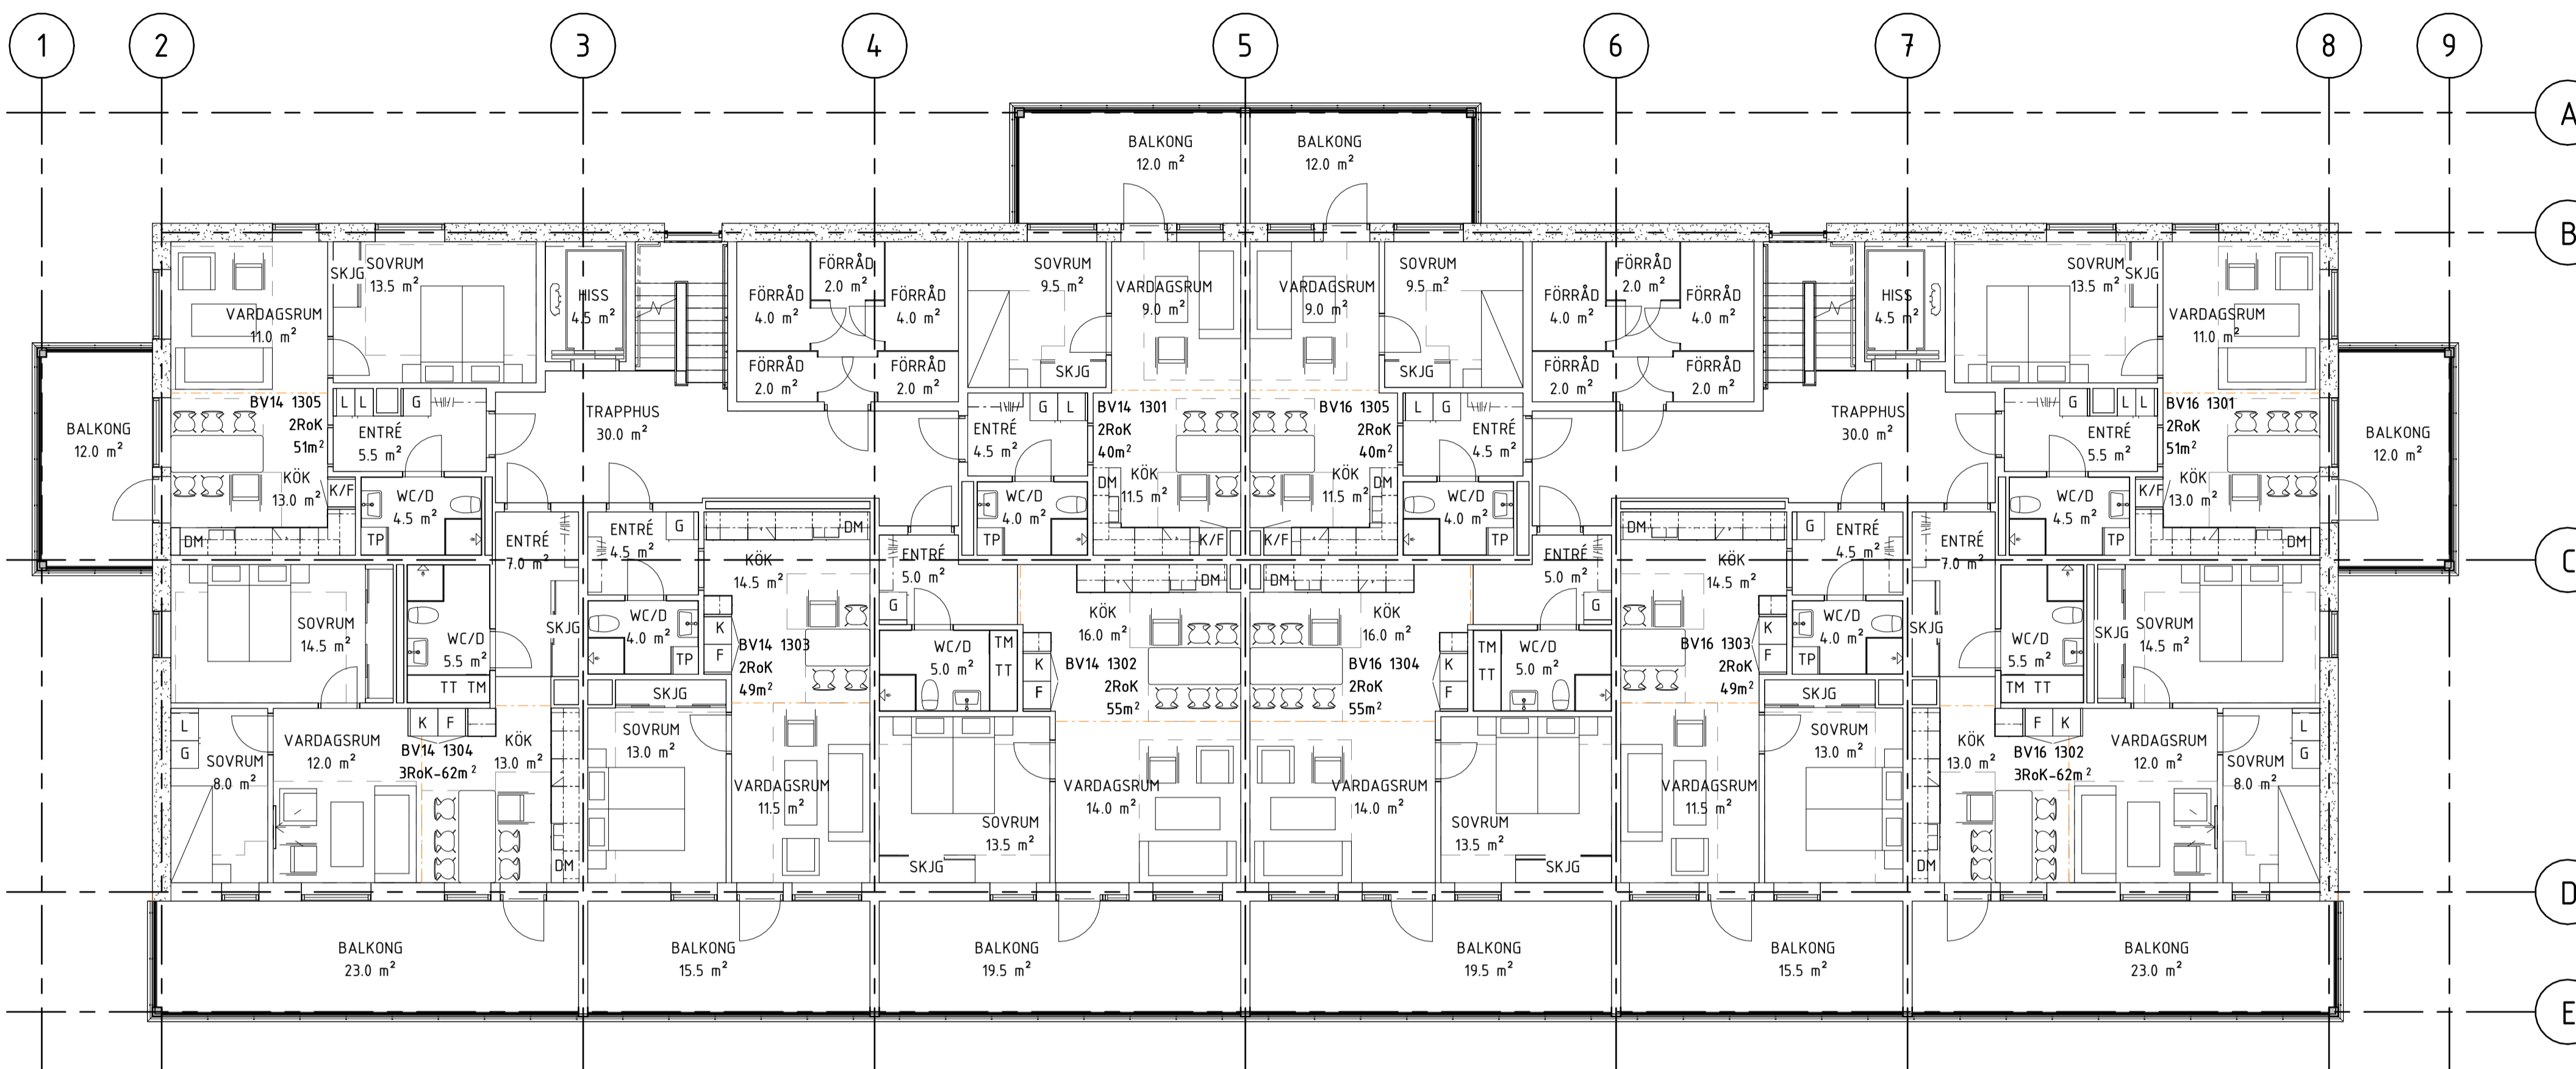 1
2
3
4
5
6
7
8
9
A
B
C
D
E
BALKONG
12.0 m²
BALKONG
12.0 m²
SKJG
SOVRUM
13.5 m²
VARDAGSRUM
11.0 m²
HISS
4.5 m²
FÖRRÅD
2.0 m²
FÖRRÅD
4.0 m²
FÖRRÅD
4.0 m²
FÖRRÅD
2.0 m²
FÖRRÅD
2.0 m²
SOVRUM
9.5 m²
SKJG
VARDAGSRUM
9.0 m²
VARDAGSRUM
9.0 m²
SOVRUM
9.5 m²
SKJG
FÖRRÅD
2.0 m²
FÖRRÅD
4.0 m²
FÖRRÅD
4.0 m²
FÖRRÅD
2.0 m²
FÖRRÅD
2.0 m²
HISS
4.5 m²
SOVRUM
13.5 m²
SKJG
VARDAGSRUM
11.0 m²
BALKONG
12.0 m²
BV14 1305
2RoK
51m²
L L
G
ENTRÉ
5.5 m²
KÖK
13.0 m²
K/F
DM
WC/D
4.5 m²
TP
TRAPPHUS
30.0 m²
G L
ENTRÉ
4.5 m²
WC/D
4.0 m²
TP
BV14 1301
2RoK
40m²
DM
KÖK
11.5 m²
K/F
BV16 1305
2RoK
40m²
KÖK
11.5 m²
DM
K/F
L G
ENTRÉ
4.5 m²
WC/D
4.0 m²
TP
TRAPPHUS
30.0 m²
G
L L
ENTRÉ
5.5 m²
WC/D
4.5 m²
TP
BV16 1301
2RoK
51m²
K/F
KÖK
13.0 m²
DM
BALKONG
12.0 m²
ENTRÉ
7.0 m²
SKJG
SOVRUM
14.5 m²
WC/D
5.5 m²
TT TM
L
G
SOVRUM
8.0 m²
VARDAGSRUM
12.0 m²
K F
BV14 1304
3RoK-62m²
KÖK
13.0 m²
DM
ENTRÉ
4.5 m²
G
WC/D
4.0 m²
TP
DM
KÖK
14.5 m²
K
F
BV14 1303
2RoK
49m²
SKJG
SOVRUM
13.0 m²
VARDAGSRUM
11.5 m²
ENTRÉ
5.0 m²
G
WC/D
5.0 m²
TM
TT
K
F
DM
KÖK
16.0 m²
BV14 1302
2RoK
55m²
SOVRUM
13.5 m²
SKJG
VARDAGSRUM
14.0 m²
DM
KÖK
16.0 m²
BV16 1304
2RoK
55m²
K
F
TM
TT
WC/D
5.0 m²
ENTRÉ
5.0 m²
G
VARDAGSRUM
14.0 m²
SOVRUM
13.5 m²
SKJG
DM
KÖK
14.5 m²
K
F
BV16 1303
2RoK
49m²
G
ENTRÉ
4.5 m²
WC/D
4.0 m²
TP
SKJG
VARDAGSRUM
11.5 m²
SOVRUM
13.0 m²
ENTRÉ
7.0 m²
SKJG
WC/D
5.5 m²
TM TT
SKJG
SOVRUM
14.5 m²
KÖK
13.0 m²
DM
F K
BV16 1302
3RoK-62m²
VARDAGSRUM
12.0 m²
SOVRUM
8.0 m²
L
G
BALKONG
23.0 m²
BALKONG
15.5 m²
BALKONG
19.5 m²
BALKONG
19.5 m²
BALKONG
15.5 m²
BALKONG
23.0 m²